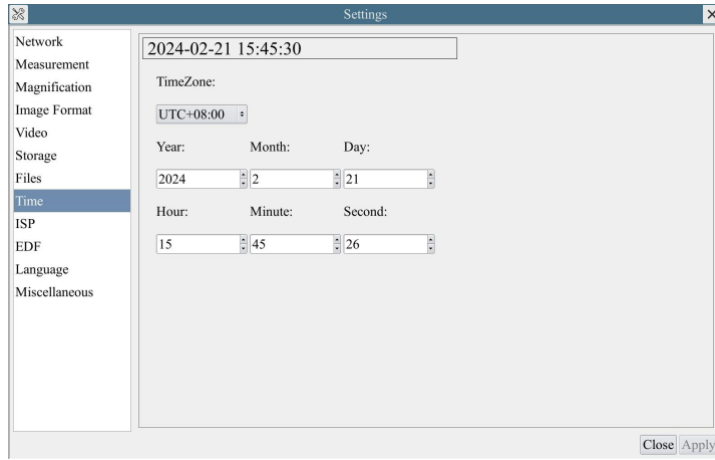 Settings
Network
Measurement
Magnification
Image Format
Video
Storage
Files
Time
ISP
EDF
Language
Miscellaneous
2024-02-21 15:45:30
TimeZone:
UTC+08:00
Year: Month: Day:
2024 2 21
Hour: Minute: Second:
15 45 26
Close Apply